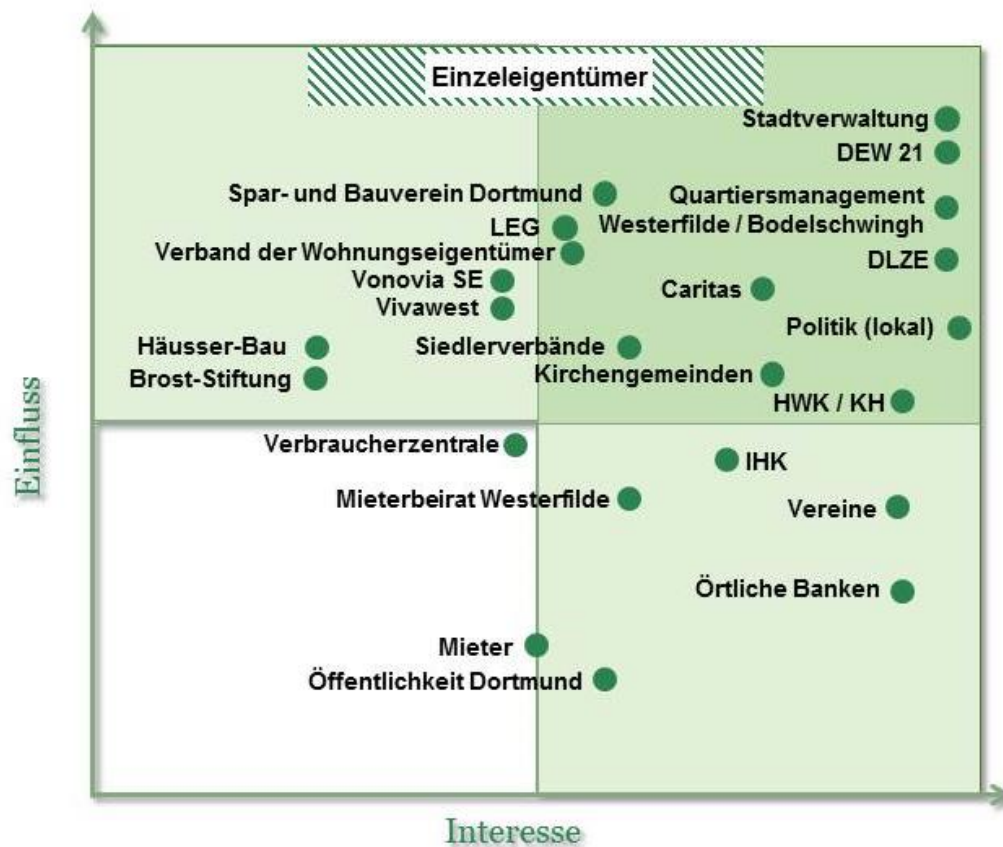 Einzeleigentümer
Stadtverwaltung
DEW 21
Spar- und Bauverein Dortmund
Quartiersmanagement
Westerfilde / Bodelschwingh
LEG
Verband der Wohnungseigentümer
DLZE
Vonovia SE
Caritas
Vivawest
Politik (lokal)
Häusser-Bau
Siedlerverbände
Brost-Stiftung
Kirchengemeinden
HWK / KH
Verbraucherzentrale
IHK
Mieterbeirat Westerfilde
Vereine
Örtliche Banken
Mieter
Öffentlichkeit Dortmund
Einfluss
Interesse